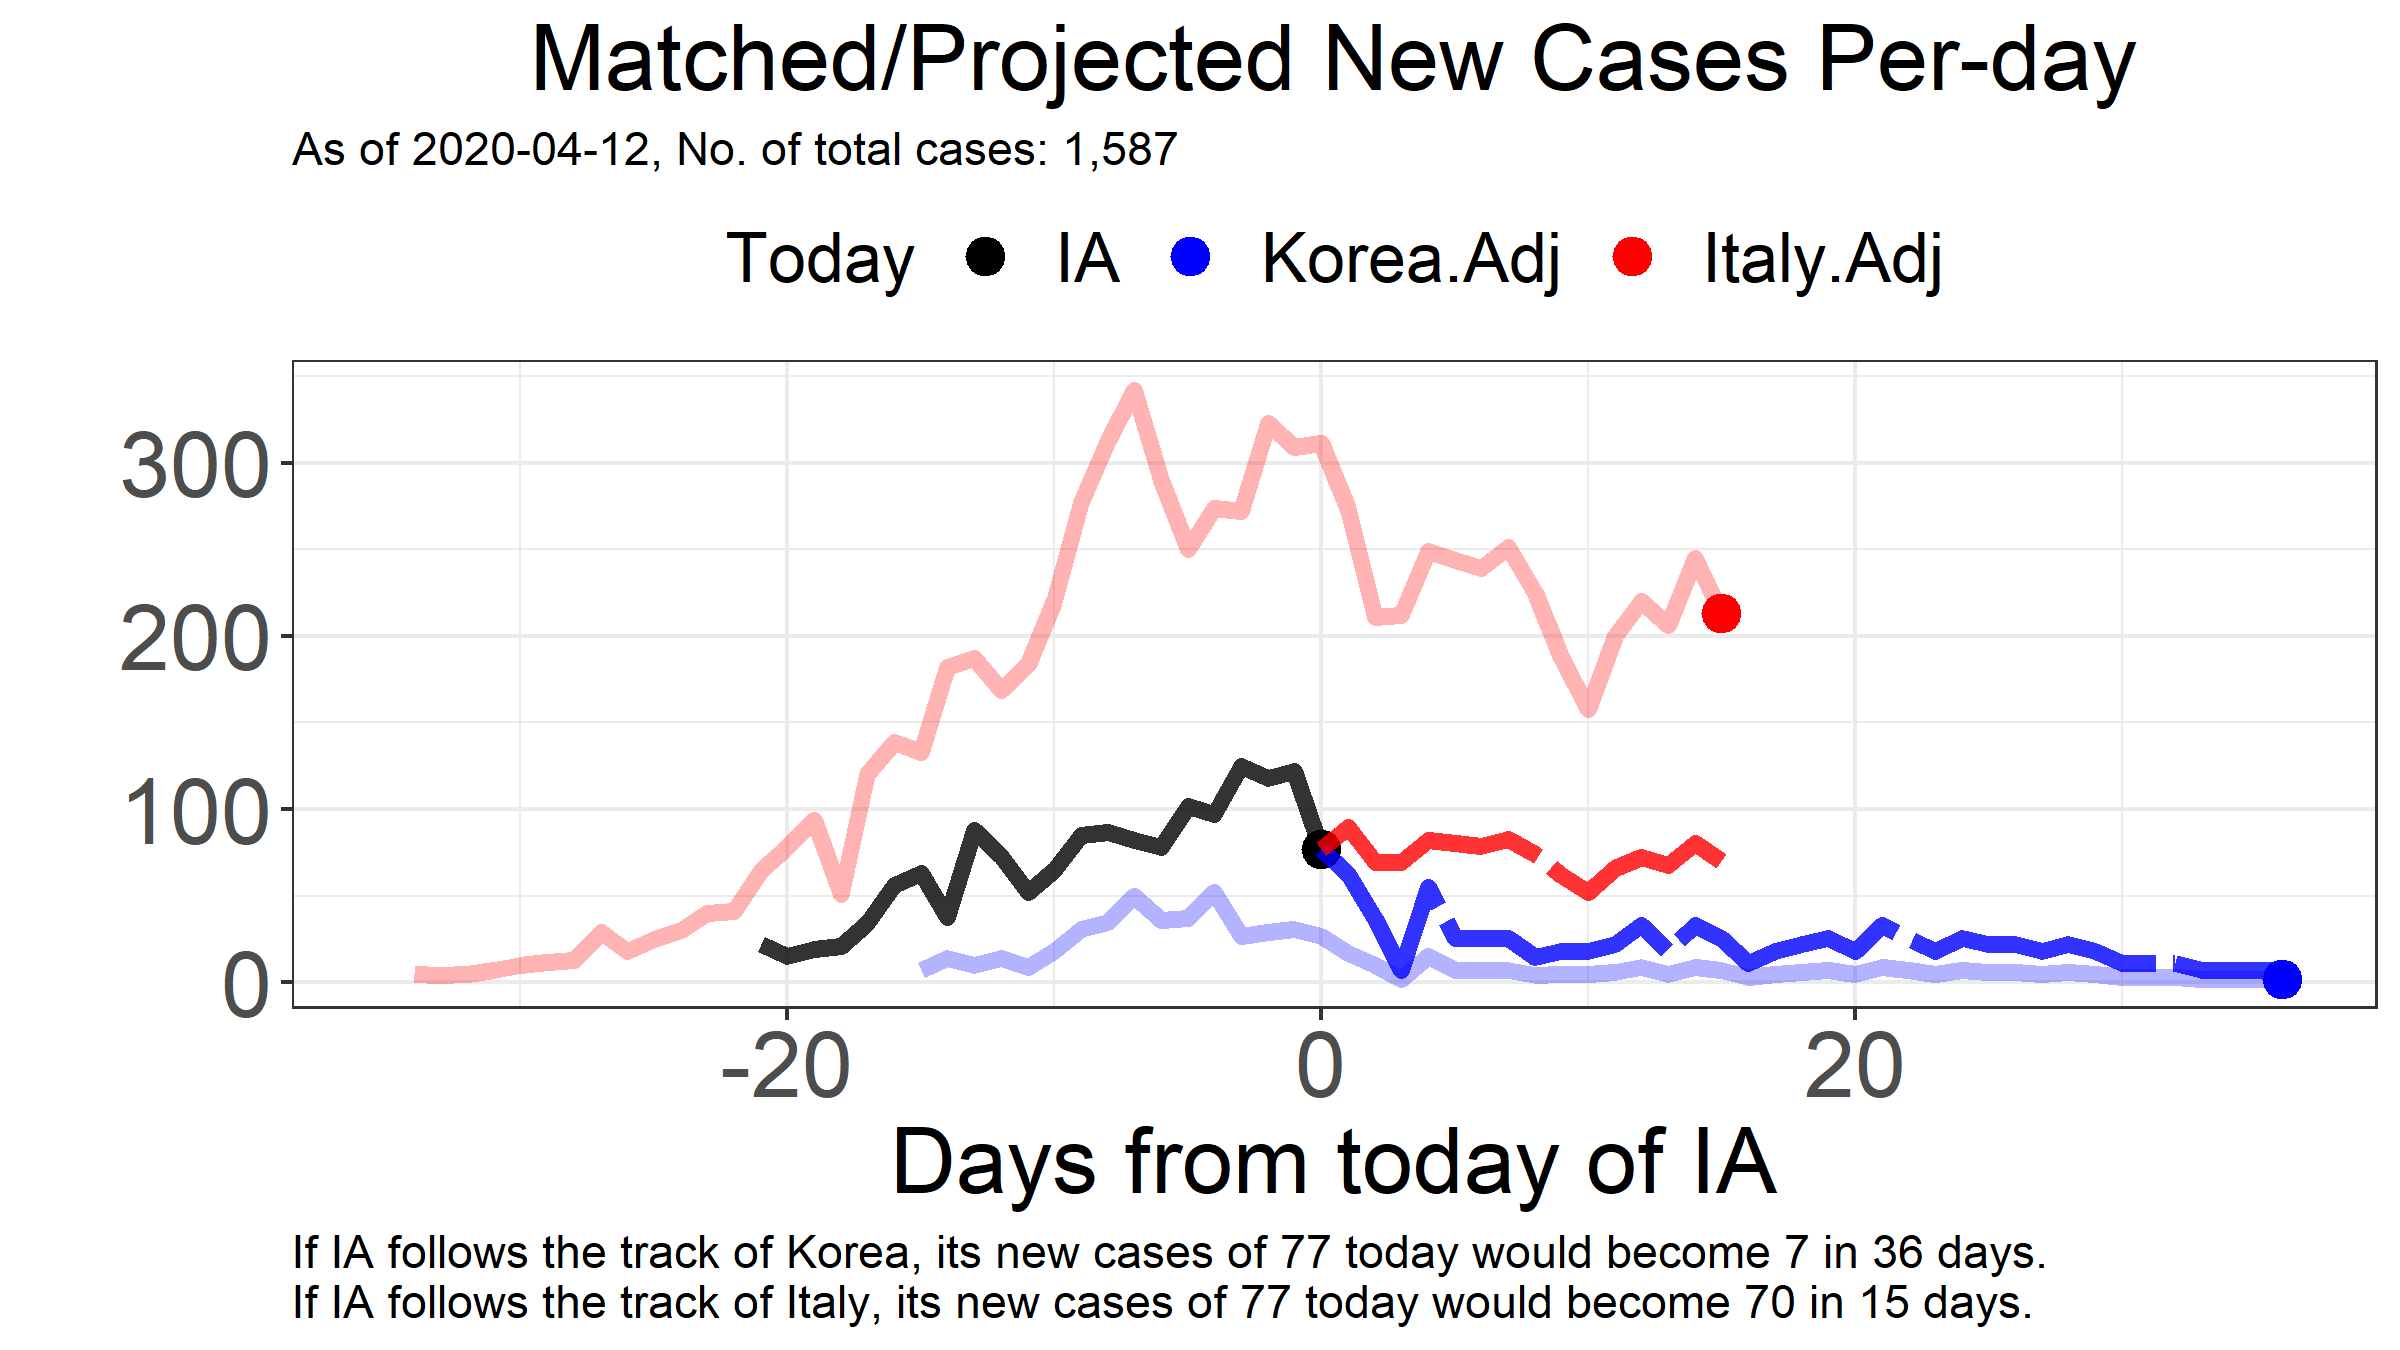 Matched/Projected New Cases Per-day
As of 2020-04-12, No. of total cases: 1,587
Today IA Korea.Adj Italy.Adj
300
200
100
0
-20 0 20
Days from today of IA
If IA follows the track of Korea, its new cases of 77 today would become 7 in 36 days.
If IA follows the track of Italy, its new cases of 77 today would become 70 in 15 days.